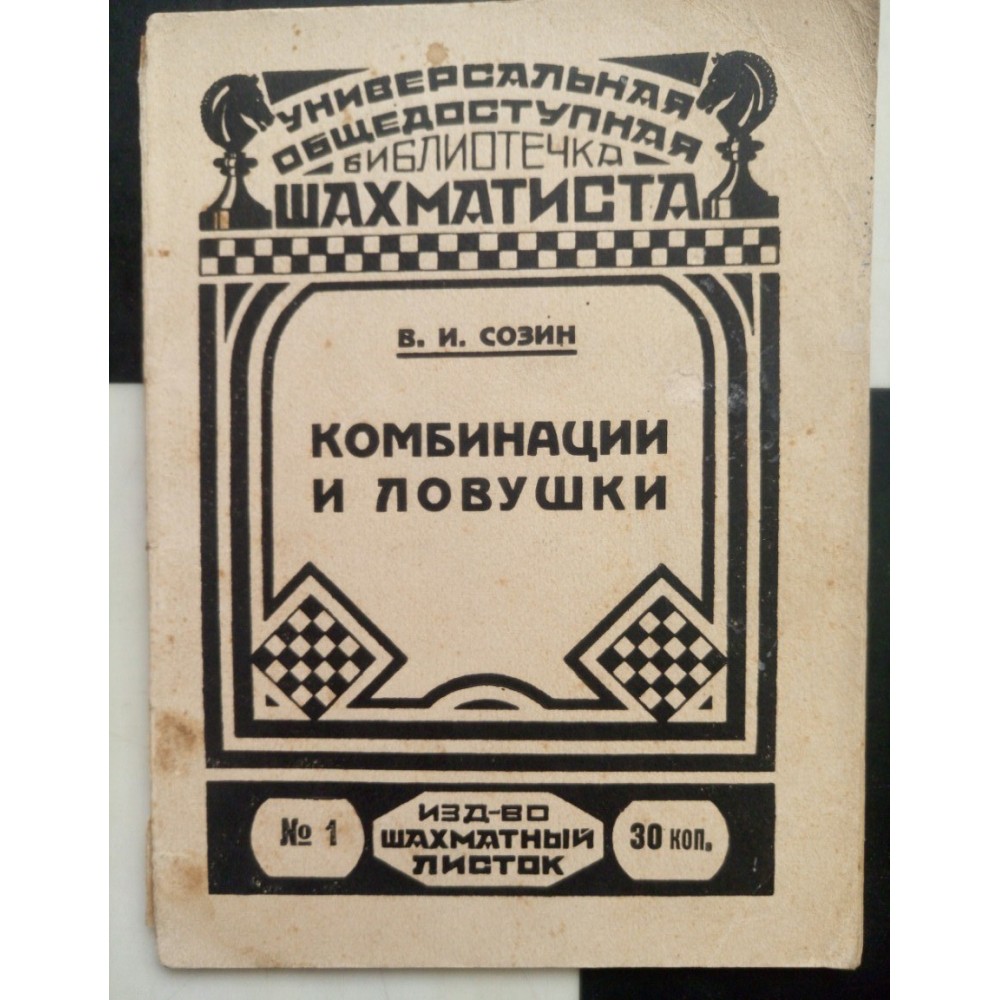 УНИВЕРСАЛЬНАЯ
ОБЩЕДОСТУПНАЯ
БИБЛИОТЕЧКА
ШАХМАТИСТА
В. И. СОЗИН
КОМБИНАЦИИ
И ЛОВУШКИ
№ 1
ИЗД-ВО
ШАХМАТНЫЙ
ЛИСТОК
30 КОП.